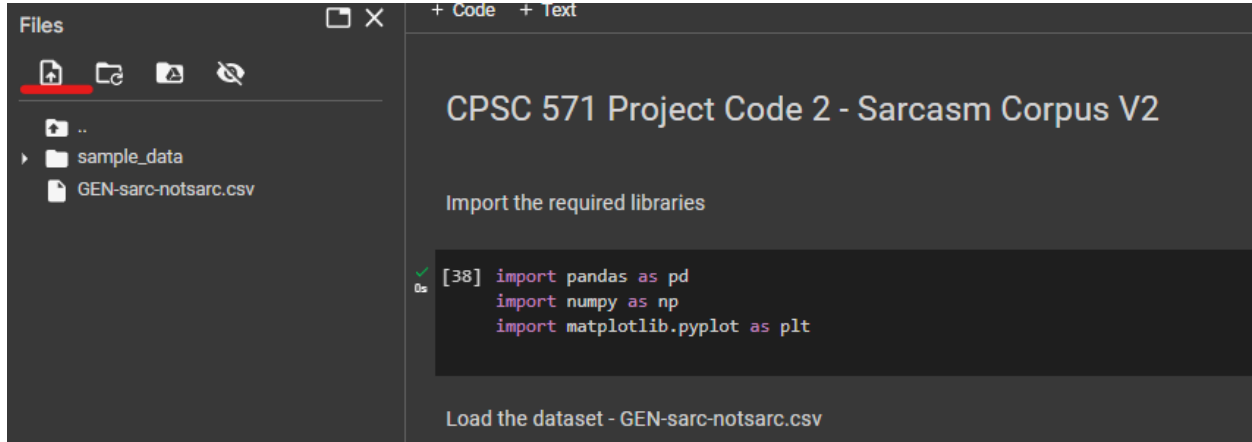 Files
..
sample_data
GEN-sarc-notsarc.csv
+ Code + Text
CPSC 571 Project Code 2 - Sarcasm Corpus V2
Import the required libraries
[38] import pandas as pd
0s
import numpy as np
import matplotlib.pyplot as plt
Load the dataset - GEN-sarc-notsarc.csv